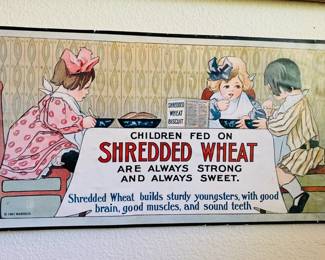 SHREDDED
WHEAT
BISCUIT
CHILDREN FED ON
SHREDDED WHEAT
ARE ALWAYS STRONG
AND ALWAYS SWEET.
Shredded Wheat builds sturdy youngsters, with good
brain, good muscles, and sound teeth